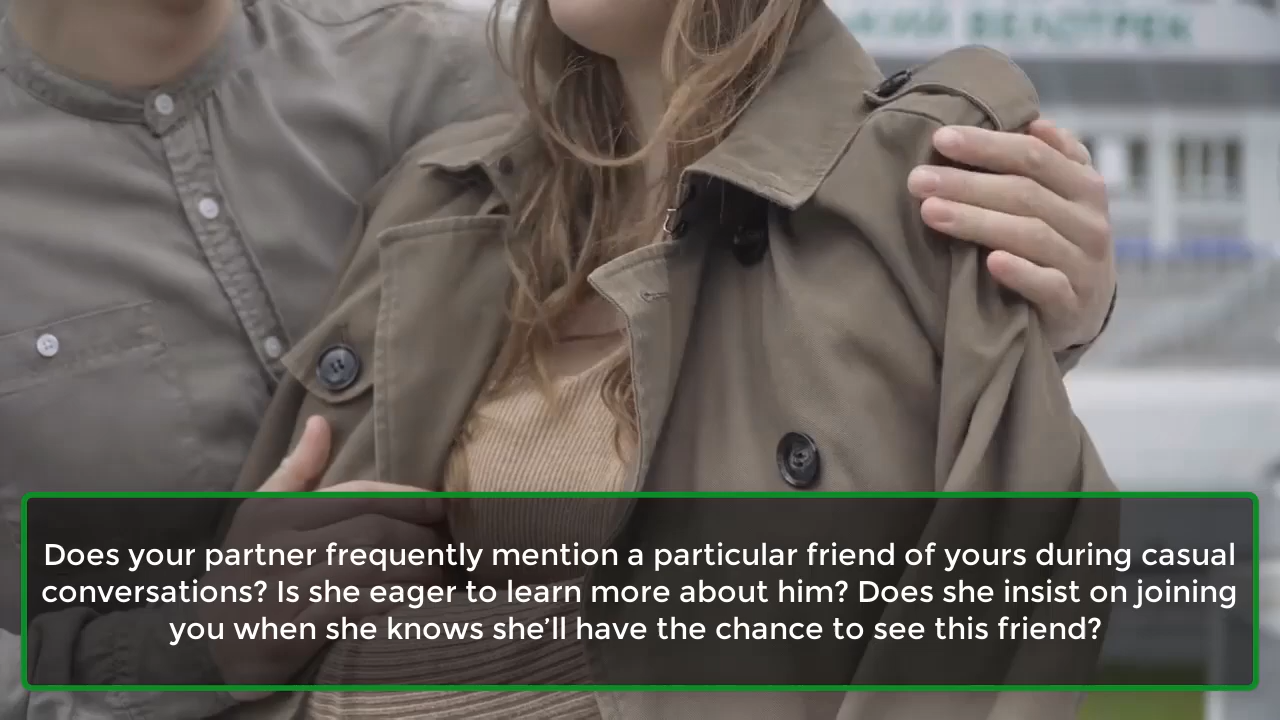 ЬКИЙ ВЕЛОТРЕК
Does your partner frequently mention a particular friend of yours during casual
conversations? Is she eager to learn more about him? Does she insist on joining
you when she knows she’ll have the chance to see this friend?